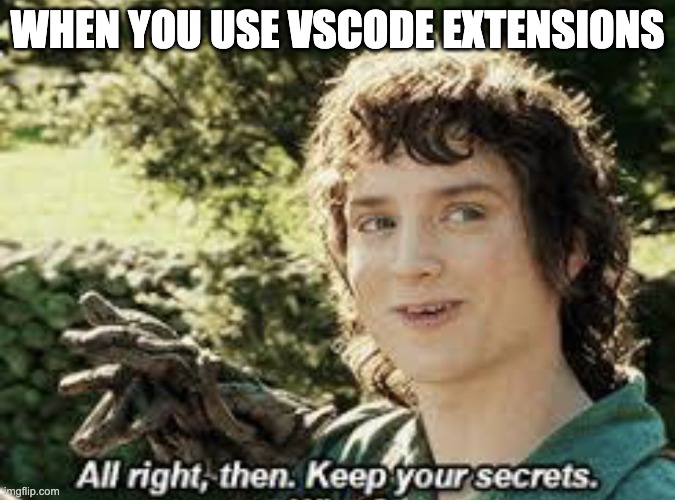 WHEN YOU USE VSCODE EXTENSIONS
All right, then. Keep your secrets.
imgflip.com